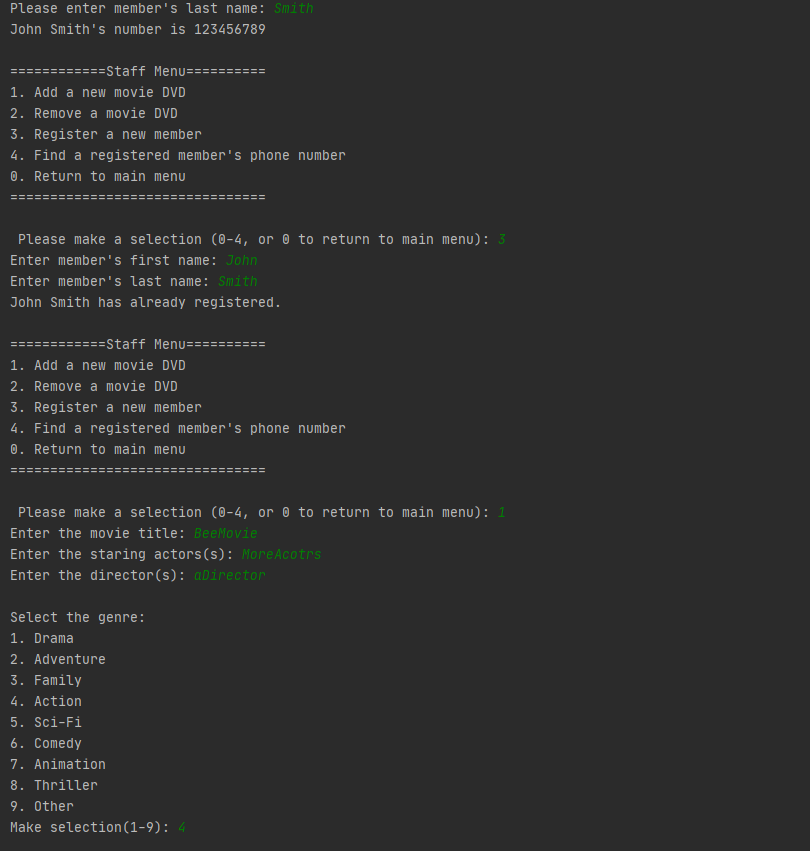 Please enter member's last name: Smith
John Smith's number is 123456789
============Staff Menu==========
1. Add a new movie DVD
2. Remove a movie DVD
3. Register a new member
4. Find a registered member's phone number
0. Return to main menu
================================
Please make a selection (0-4, or 0 to return to main menu): 3
Enter member's first name: John
Enter member's last name: Smith
John Smith has already registered.
============Staff Menu==========
1. Add a new movie DVD
2. Remove a movie DVD
3. Register a new member
4. Find a registered member's phone number
0. Return to main menu
================================
Please make a selection (0-4, or 0 to return to main menu): 1
Enter the movie title: BeeMovie
Enter the staring actors(s): MoreAcotrs
Enter the director(s): aDirector
Select the genre:
1. Drama
2. Adventure
3. Family
4. Action
5. Sci-Fi
6. Comedy
7. Animation
8. Thriller
9. Other
Make selection(1-9): 4